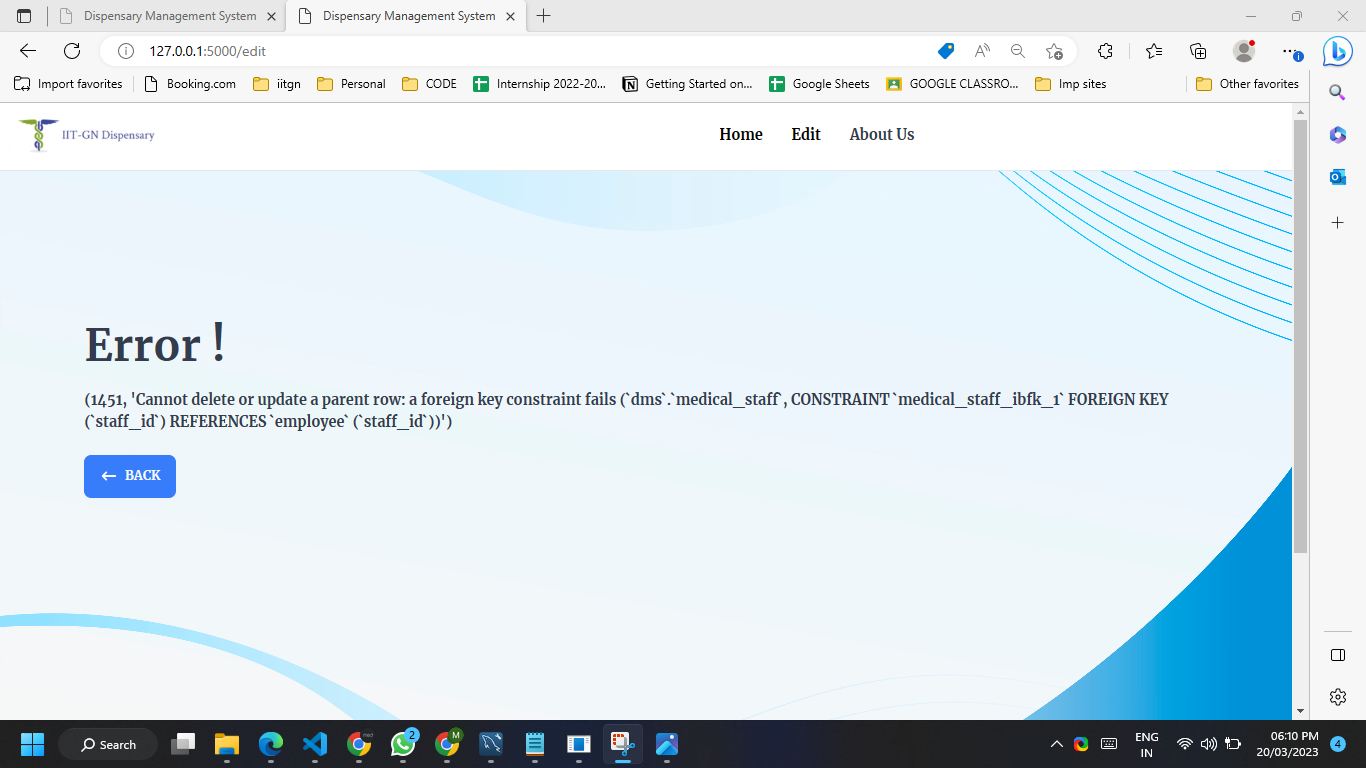 Dispensary Management System
Dispensary Management System
127.0.0.1:5000/edit
Import favorites
Booking.com
iitgn
Personal
CODE
Internship 2022-20...
Getting Started on...
Google Sheets
GOOGLE CLASSRO...
Imp sites
Other favorites
IIT-GN Dispensary
Home
Edit
About Us
Error !
(1451, 'Cannot delete or update a parent row: a foreign key constraint fails (`dms`.`medical_staff`, CONSTRAINT `medical_staff_ibfk_1` FOREIGN KEY
(`staff_id`) REFERENCES `employee` (`staff_id`))')
← BACK
Search
med
2
M
ENG
IN
06:10 PM
20/03/2023
4